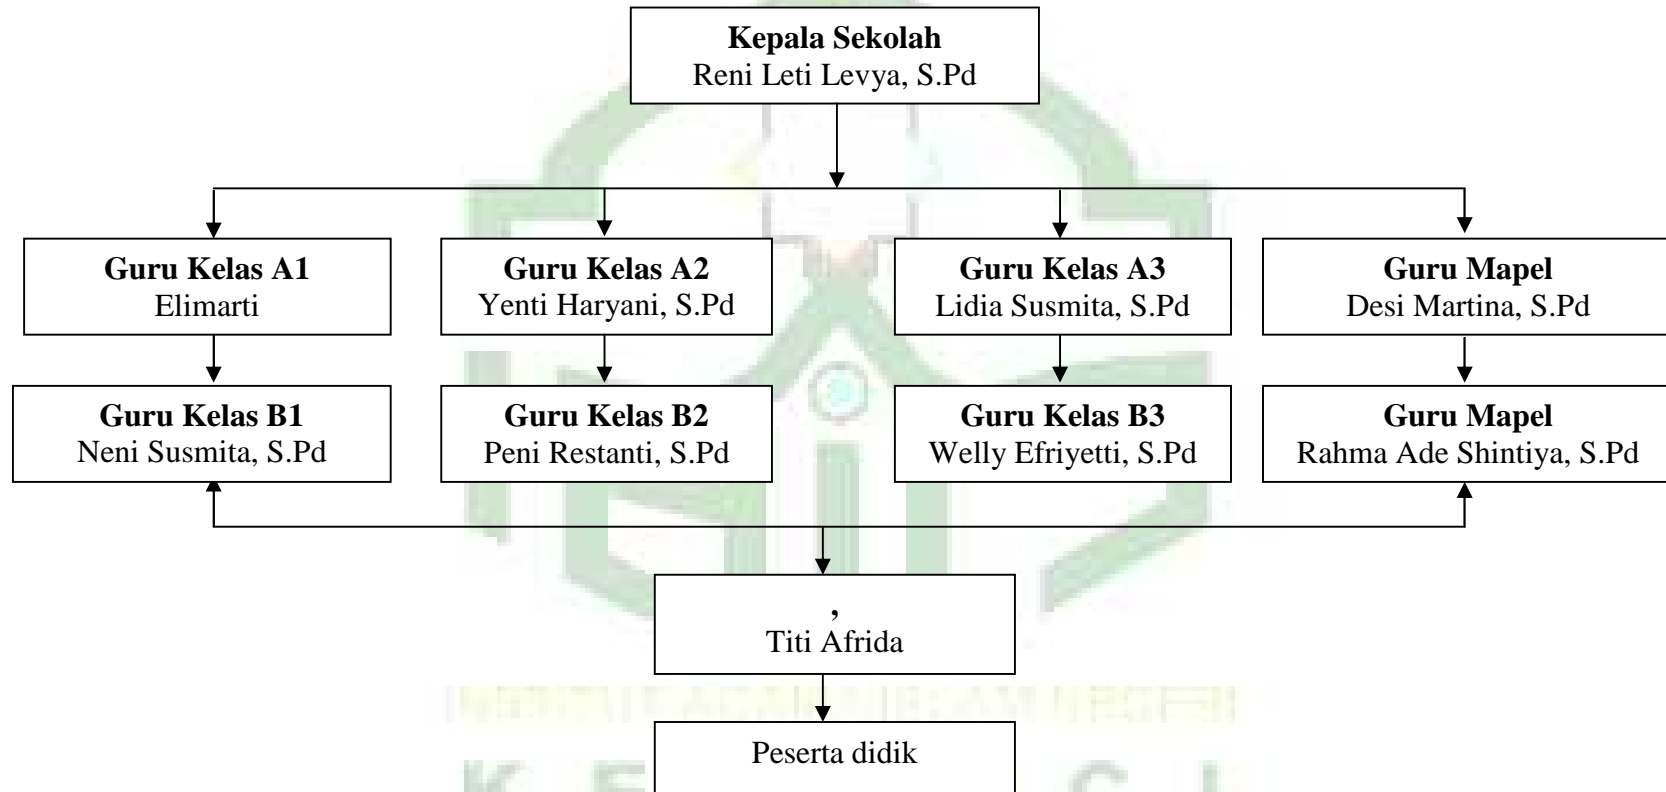 Kepala Sekolah
Reni Leti Levya, S.Pd
Guru Kelas A1
Elimarti
Guru Kelas A2
Yenti Haryani, S.Pd
Guru Kelas A3
Lidia Susmita, S.Pd
Guru Mapel
Desi Martina, S.Pd
Guru Kelas B1
Neni Susmita, S.Pd
Guru Kelas B2
Peni Restanti, S.Pd
Guru Kelas B3
Welly Efriyetti, S.Pd
Guru Mapel
Rahma Ade Shintiya, S.Pd
,
Titi Afrida
Peserta didik